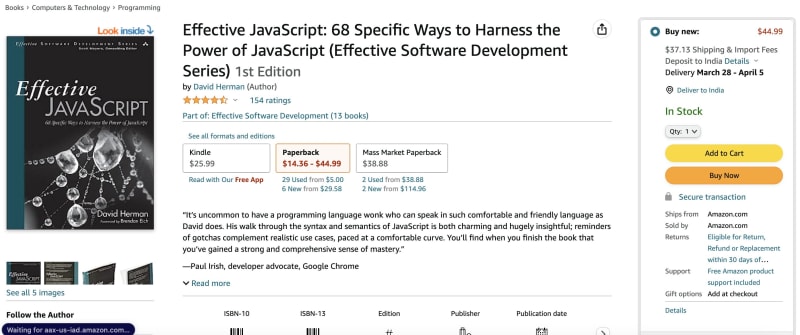 Books › Computers & Technology › Programming
Look inside
Effective Software Development Series
Scott Meyers, Consulting Editor
Effective
JAVASCRIPT
68 Specific Ways to Harness the Power of JavaScript
David Herman
Foreword by Brendan Eich
See all 5 images
Follow the Author
Waiting for aax-us-iad.amazon.com...
Effective JavaScript: 68 Specific Ways to Harness the
Power of JavaScript (Effective Software Development
Series) 1st Edition
by David Herman (Author)
154 ratings
Part of: Effective Software Development (13 books)
See all formats and editions
Kindle
$25.99
Read with Our Free App
Paperback
$14.36 - $44.99
29 Used from $5.00
6 New from $29.58
Mass Market Paperback
$38.88
2 Used from $38.88
2 New from $114.96
"It's uncommon to have a programming language wonk who can speak in such comfortable and friendly language as
David does. His walk through the syntax and semantics of JavaScript is both charming and hugely insightful; reminders
of gotchas complement realistic use cases, paced at a comfortable curve. You'll find when you finish the book that
you've gained a strong and comprehensive sense of mastery."
—Paul Irish, developer advocate, Google Chrome
Read more
ISBN-10 ISBN-13 Edition Publisher Publication date
#
Buy new: $44.99
$37.13 Shipping & Import Fees
Deposit to India Details
Delivery March 28 - April 5
Deliver to India
In Stock
Qty: 1
Add to Cart
Buy Now
Secure transaction
Ships from Amazon.com
Sold by Amazon.com
Returns Eligible for Return,
Refund or Replacement
within 30 days of...
Support Free Amazon product
support included
Gift options Add at checkout
Details